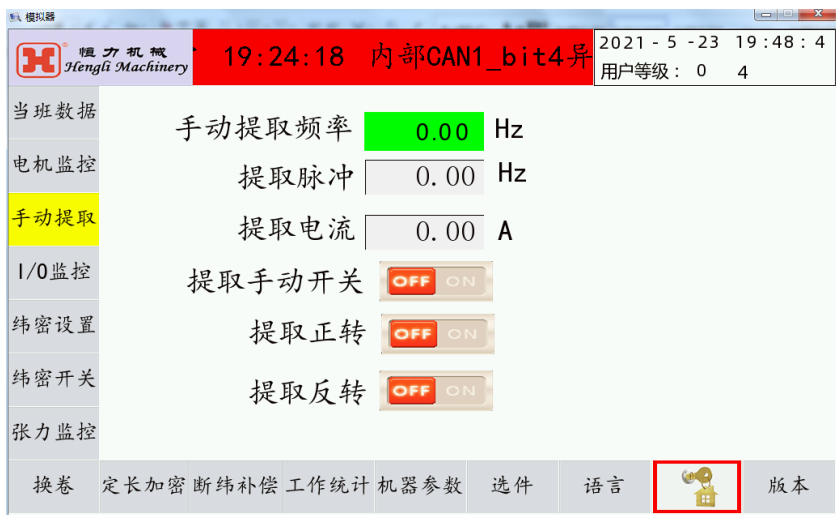 模拟器
恒力机械
Hengli Machinery
®
19:24:18 内部CAN1_bit4异
2021-5-23 19:48:4
用户等级: 0 4
当班数据
电机监控
手动提取
I/O监控
纬密设置
纬密开关
张力监控
手动提取频率 0.00 Hz
提取脉冲 0.00 Hz
提取电流 0.00 A
提取手动开关 OFF ON
提取正转 OFF ON
提取反转 OFF ON
换卷 定长加密 断纬补偿 工作统计 机器参数 选件 语言 版本